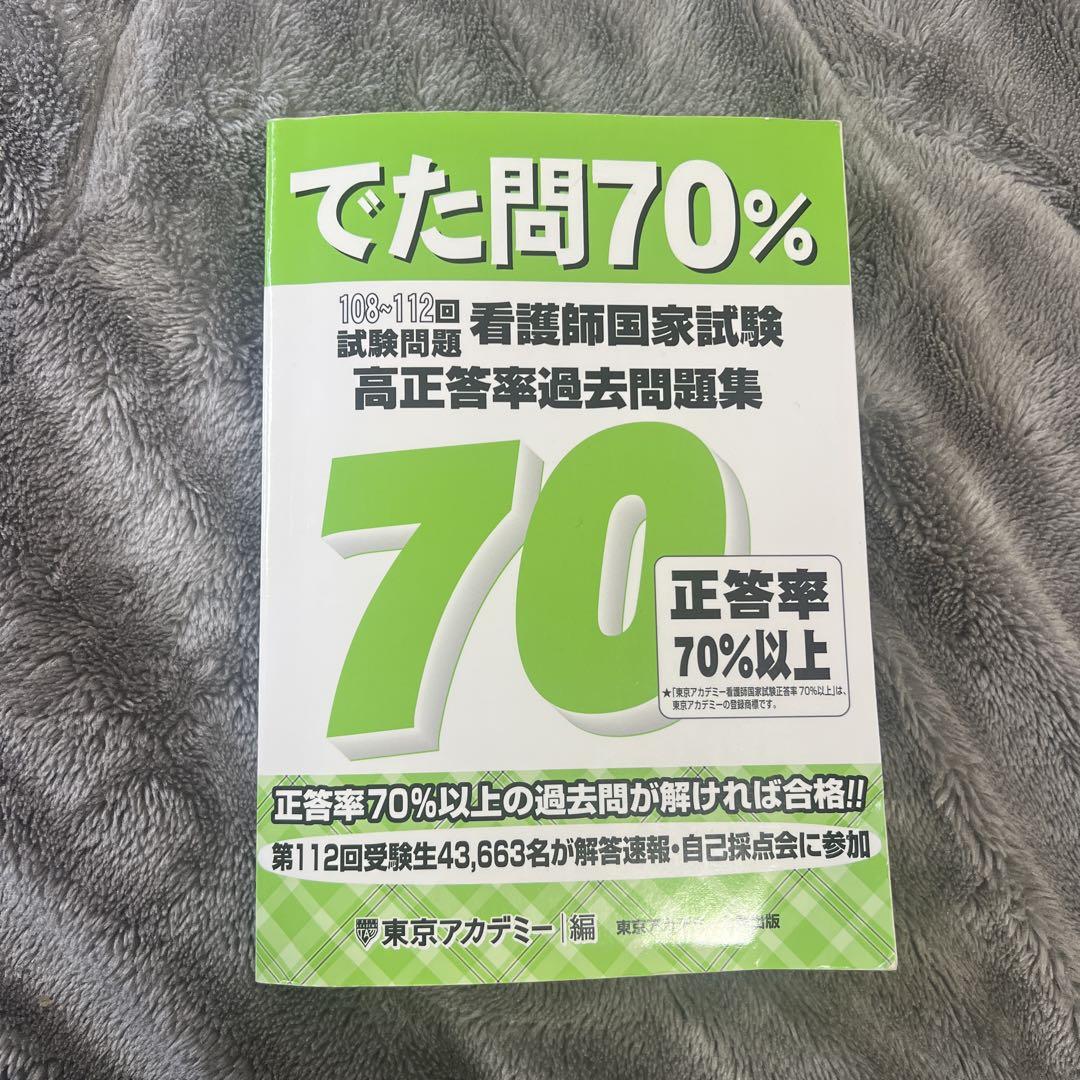 でた問70%
108~112回
試験問題
看護師国家試験
高正答率過去問題集
70
正答率
70%以上
★「東京アカデミー看護師国家試験正答率70%以上」は、
東京アカデミーの登録商標です。
正答率70%以上の過去問が解ければ合格!!
第112回受験生43,663名が解答速報・自己採点会に参加
東京アカデミー 編
東京 出版